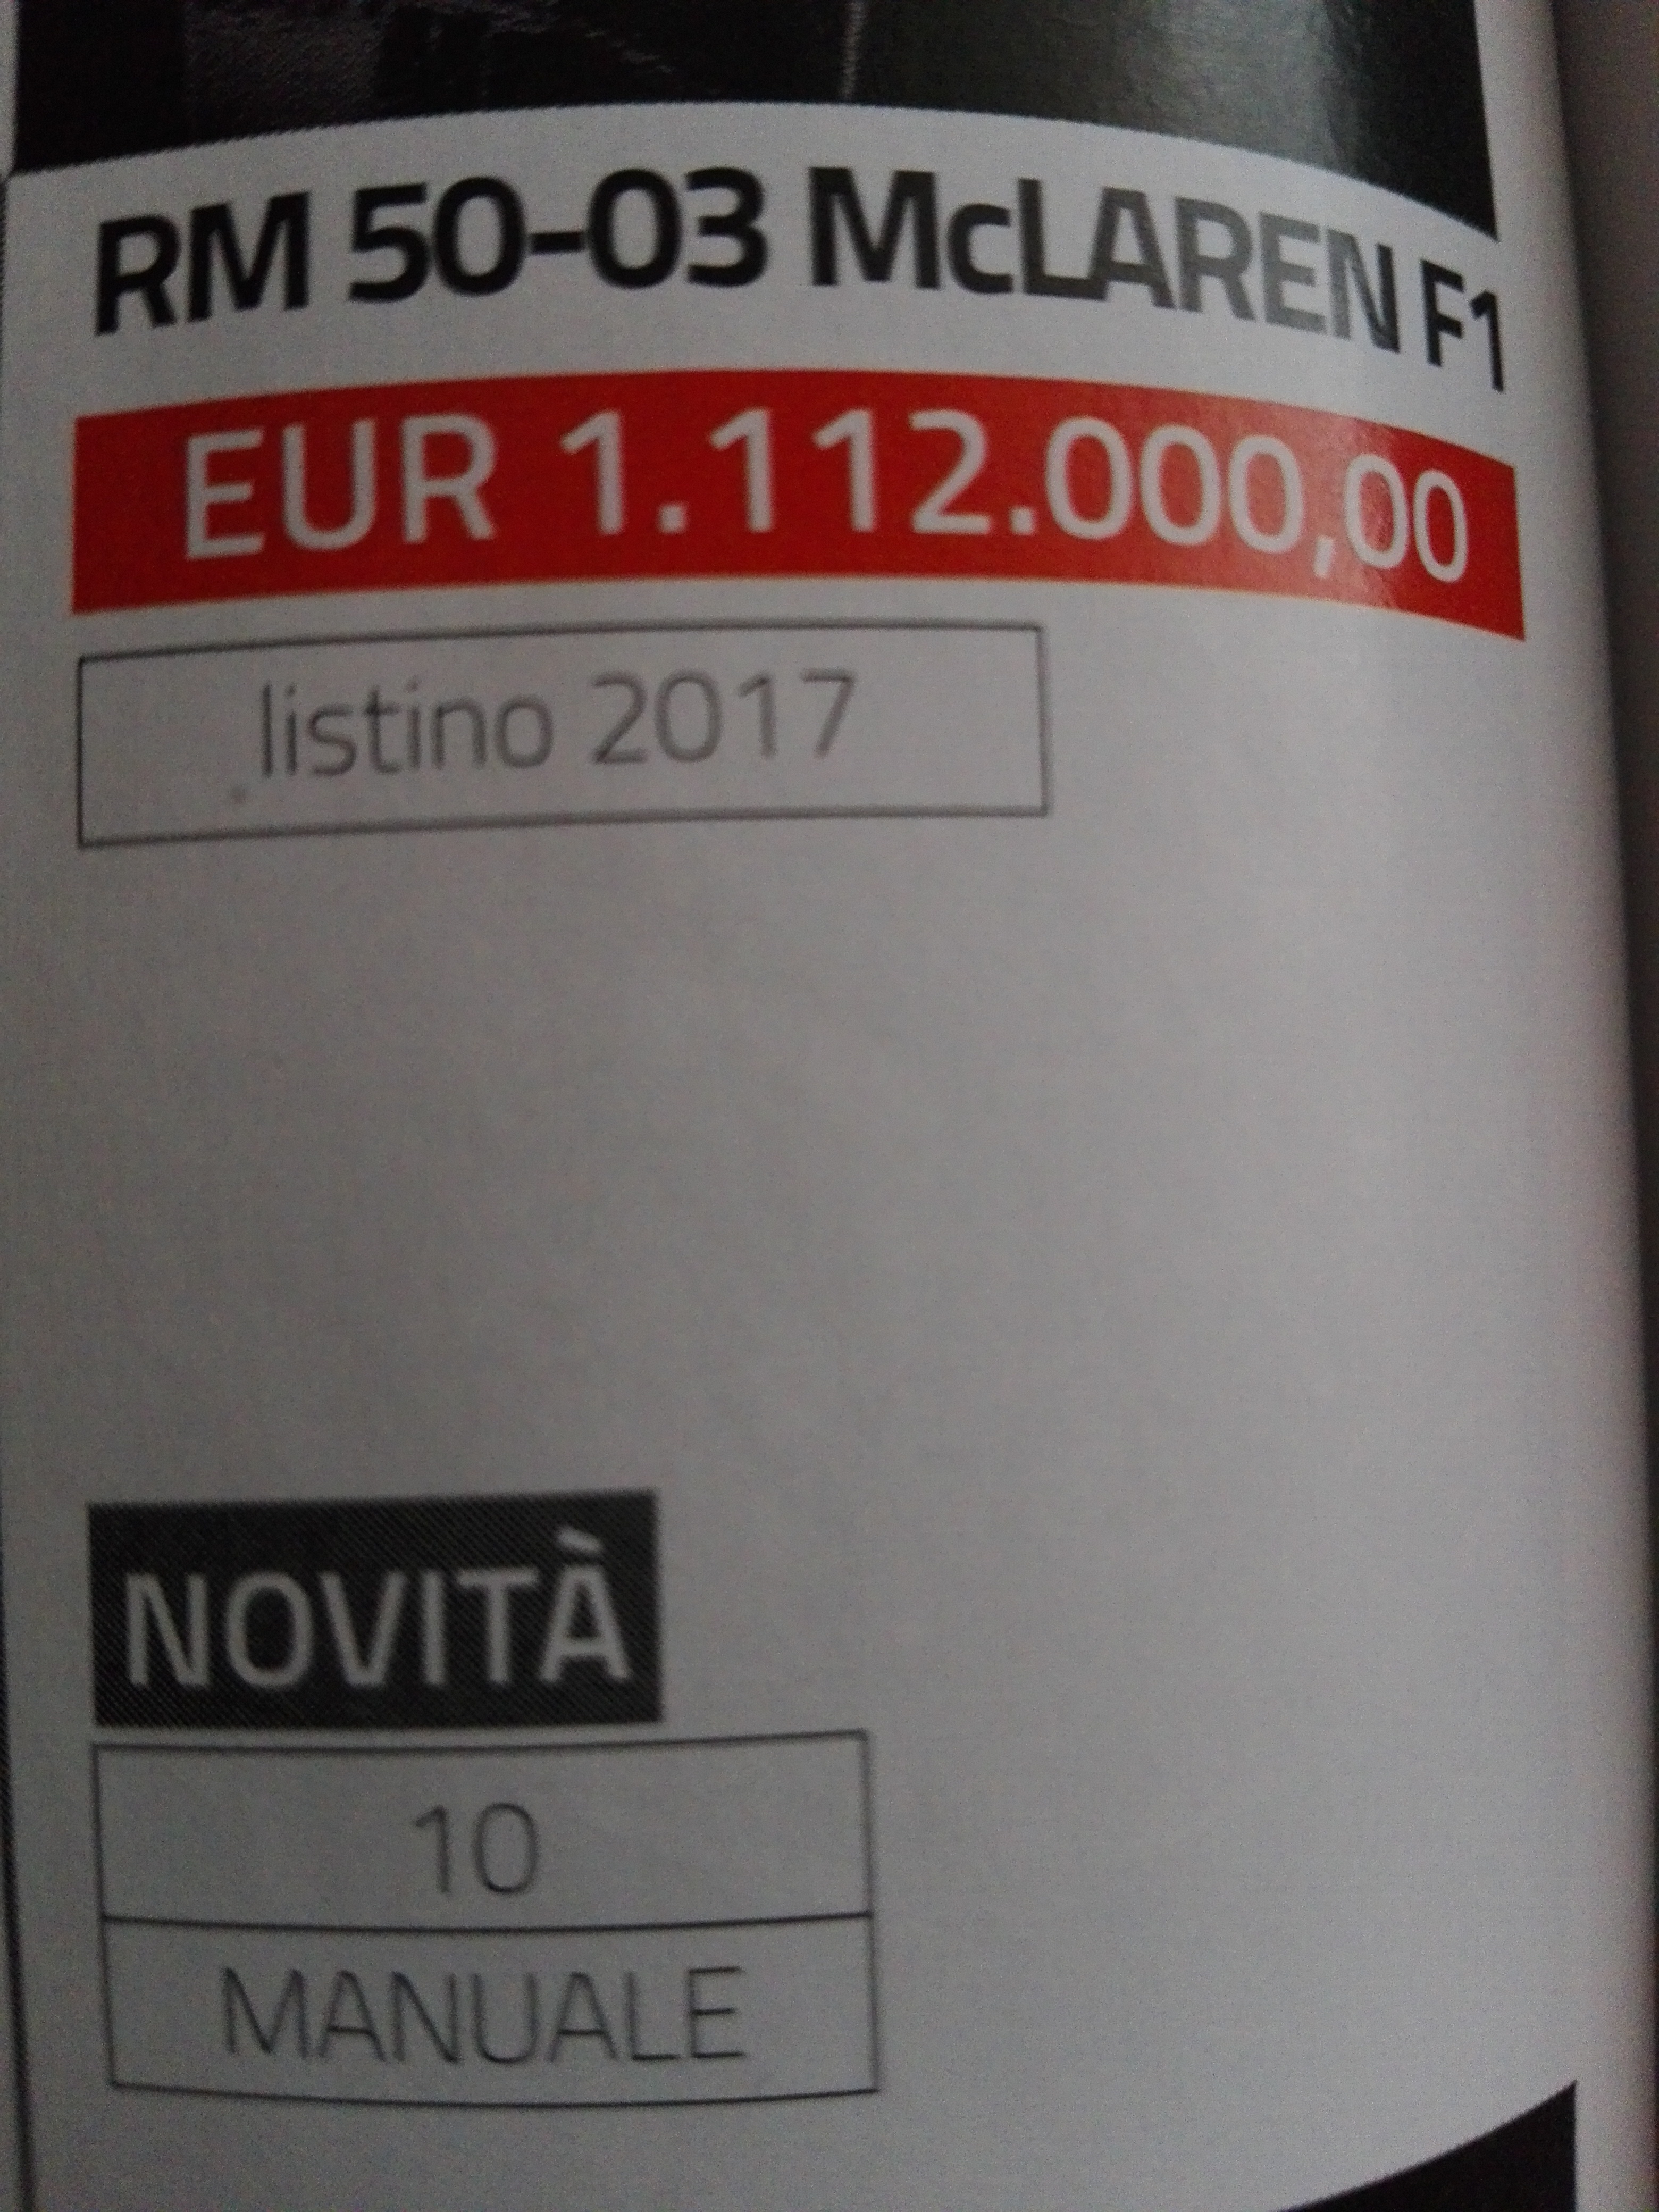 RM 50-03 McLAREN F1
EUR 1.112.000,00
listino 2017
NOVITÀ
10
MANUALE